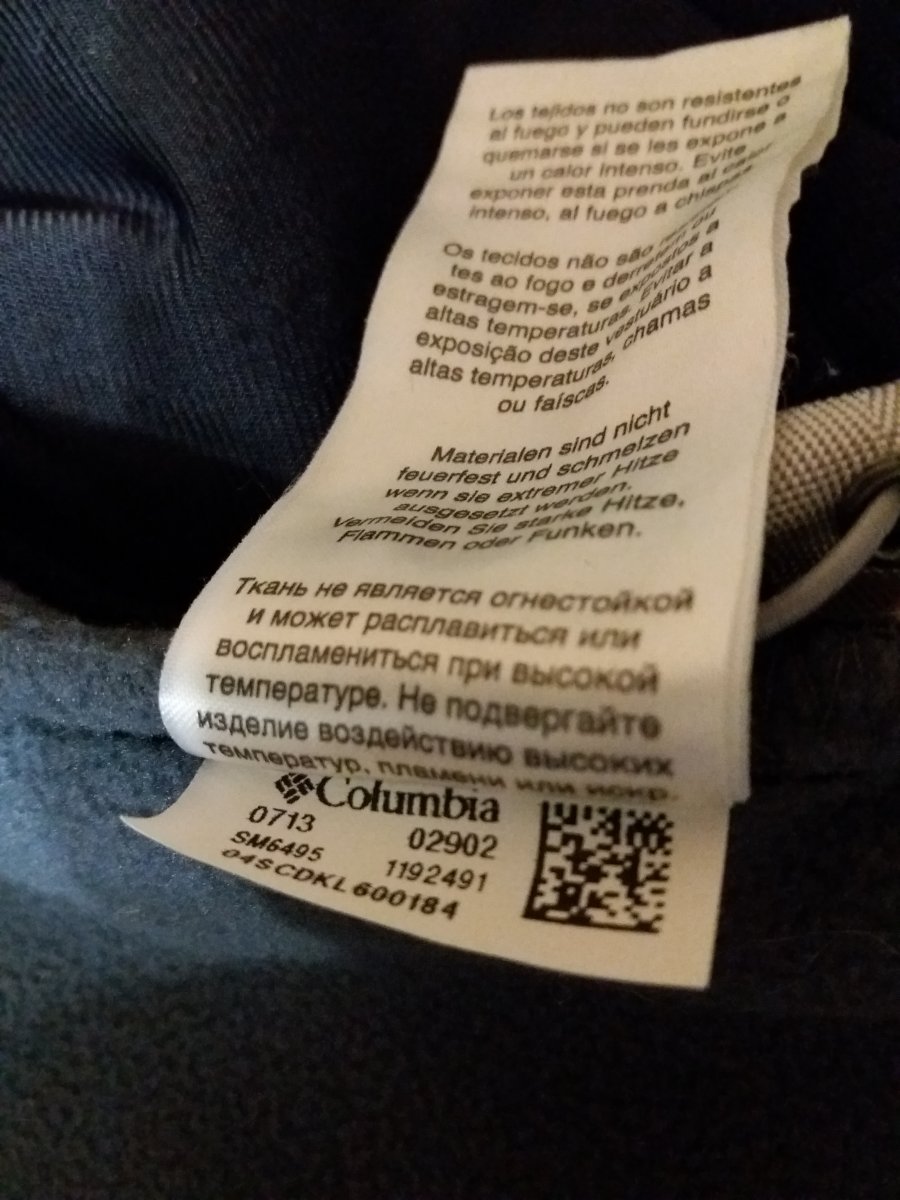 Los tejidos no son resistentes
al fuego y pueden fundirse o
quemarse si se les expone a
un calor intenso. Evite
exponer esta prenda al calor
intenso, al fuego a chispas
Os tecidos não são
tes ao fogo e derretem ou
estragem-se, se expostos a
altas temperaturas. Evitar a
exposição deste vestuário a
altas temperaturas, chamas
ou faíscas.
Materialen sind nicht
feuerfest und schmelzen
wenn sie extremer Hitze
ausgesetzt werden.
Vermeiden Sie starke Hitze,
Flammen oder Funken.
Ткань не является огнестойкой
и может расплавиться или
воспламениться при высокой
температуре. Не подвергайте
изделие воздействию высоких
температур, пламени или искр.
Columbia
0713 02902
SM6495 1192491
04SCDKL600184